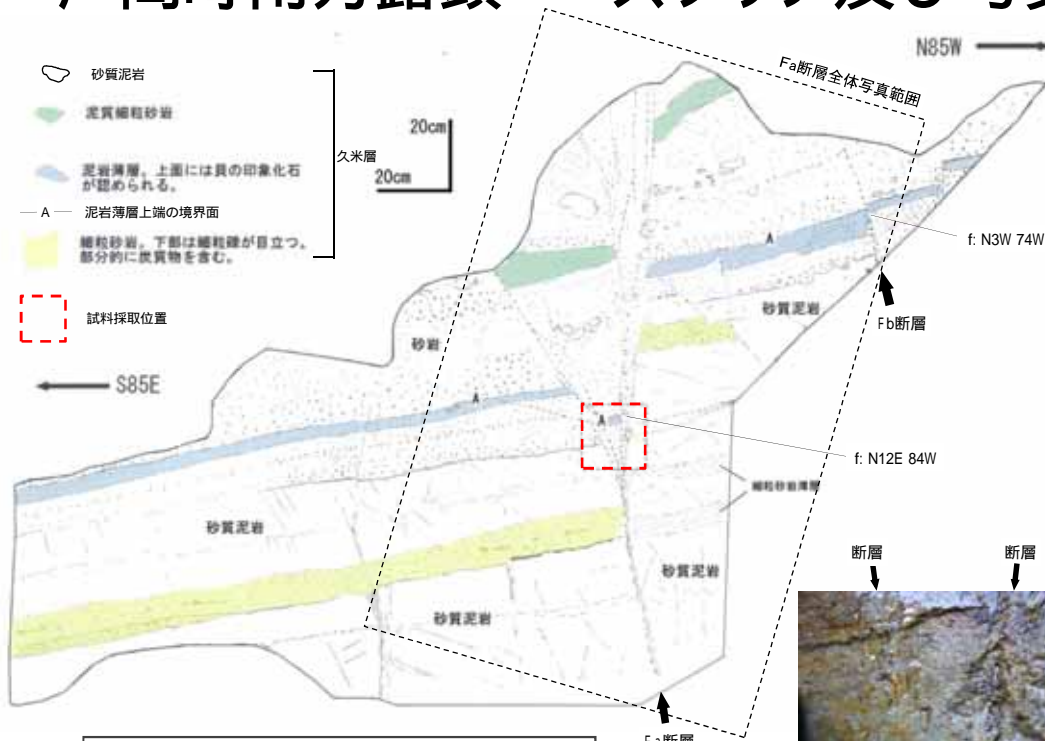 N85W
Fa断層全体写真範囲
砂質泥岩
泥質細粒砂岩
20cm
20cm
久米層
泥岩薄層。上面には貝の印象化石
が認められる。
A 泥岩薄層上端の境界面
細粒砂岩。下部は細粒礫が目立つ。
部分的に炭質物を含む。
試料採取位置
A
f: N3W 74W
砂質泥岩
Fb断層
砂岩
S85E
A
A
f: N12E 84W
細粒砂岩薄層
砂質泥岩
砂質泥岩
砂質泥岩
断層
断層
Fa断層